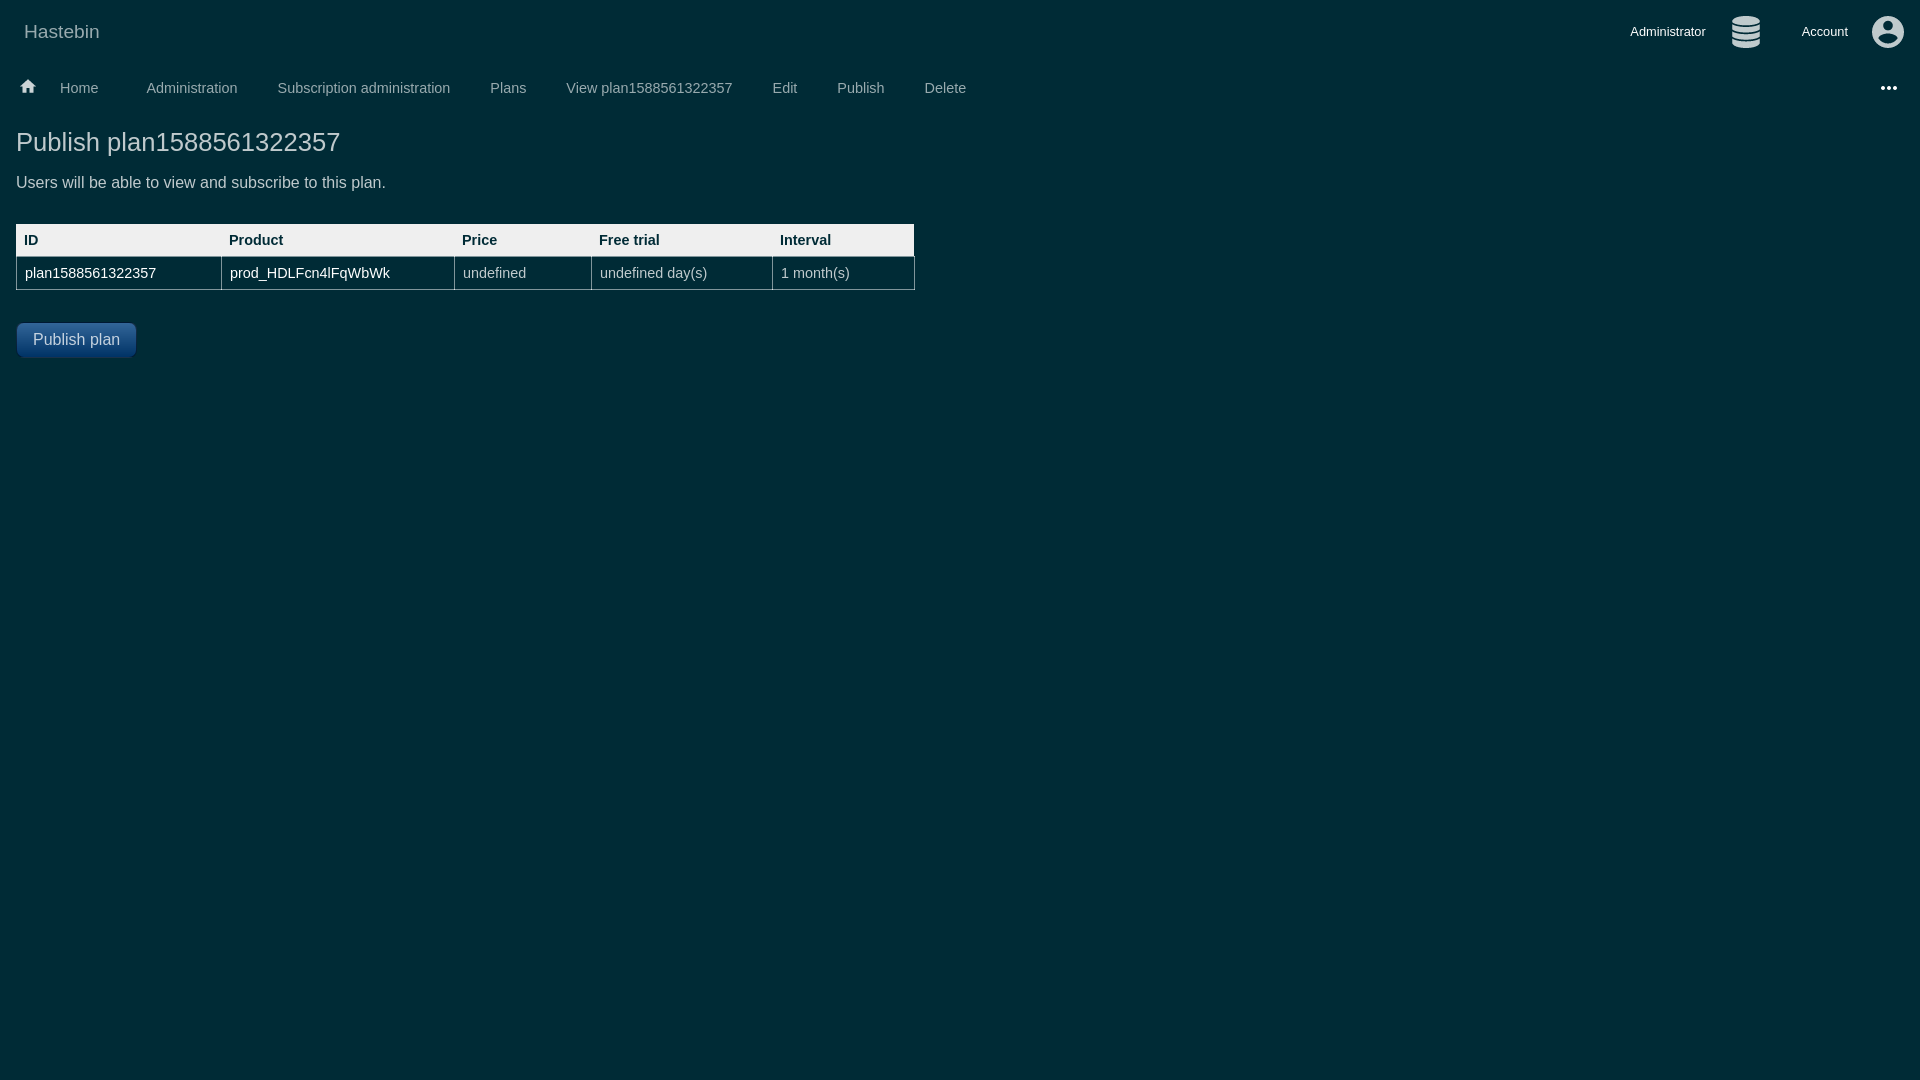 Hastebin
Administrator
Account
Home
Administration
Subscription administration
Plans
View plan1588561322357
Edit
Publish
Delete
Publish plan1588561322357
Users will be able to view and subscribe to this plan.
ID Product Price Free trial Interval
plan1588561322357 prod_HDLFcn4lFqWbWk undefined undefined day(s) 1 month(s)
Publish plan